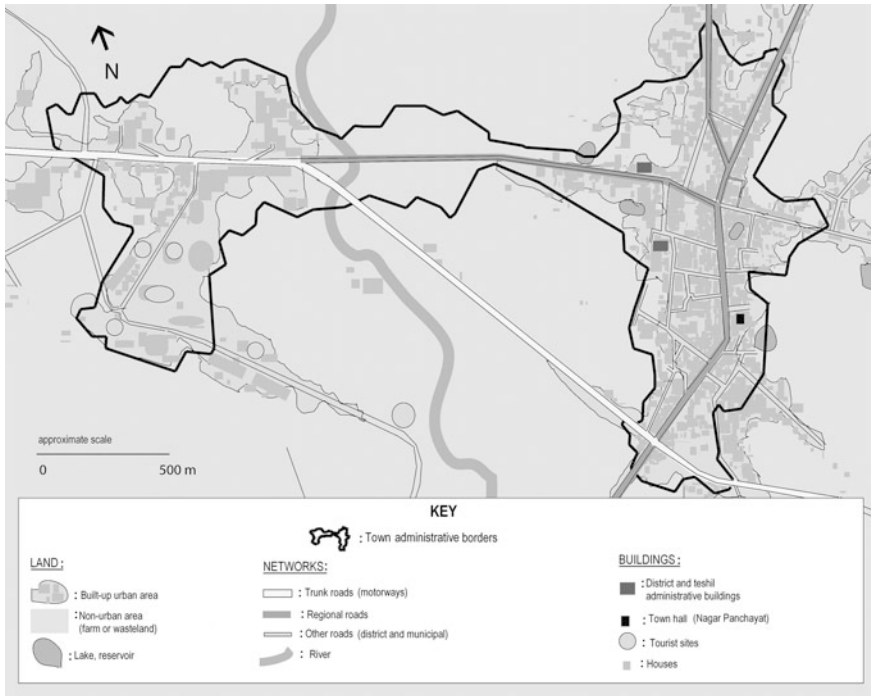 N
approximate scale
0 500 m
KEY
: Town administrative borders
LAND :
: Built-up urban area
: Non-urban area
(farm or wasteland)
: Lake, reservoir
NETWORKS:
: Trunk roads (motorways)
: Regional roads
: Other roads (district and municipal)
: River
BUILDINGS :
: District and teshil
administrative buildings
: Town hall (Nagar Panchayat)
: Tourist sites
: Houses